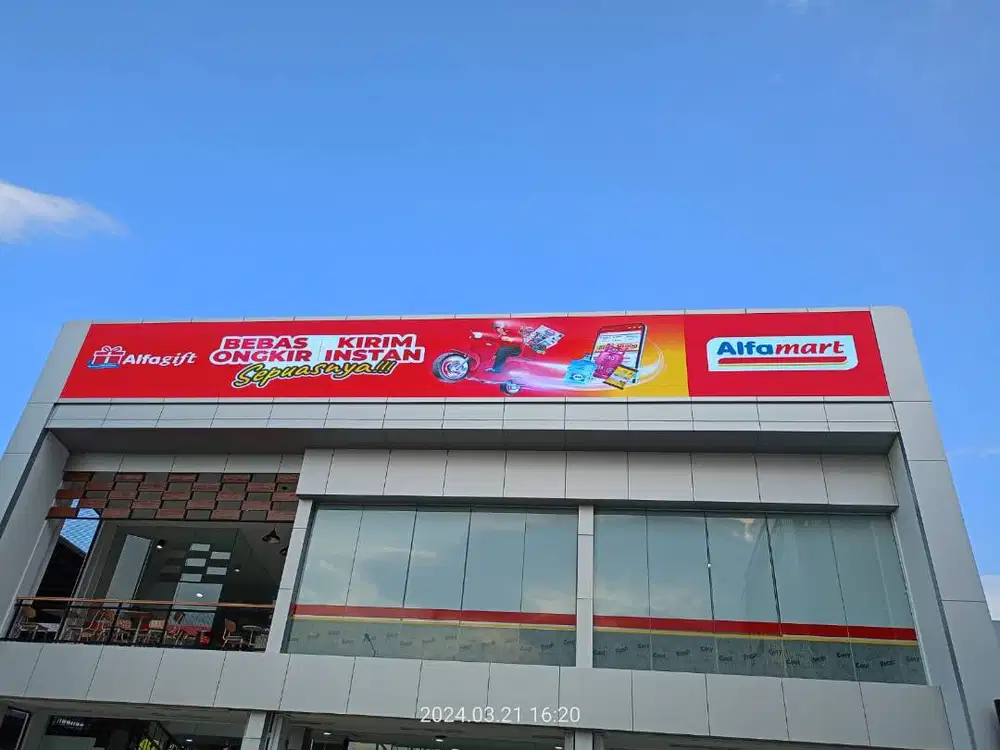 Alfagift
BEBAS ONGKIR
KIRIM INSTAN
Sepuasnya!!!
Alfamart
2024.03.21 16:20